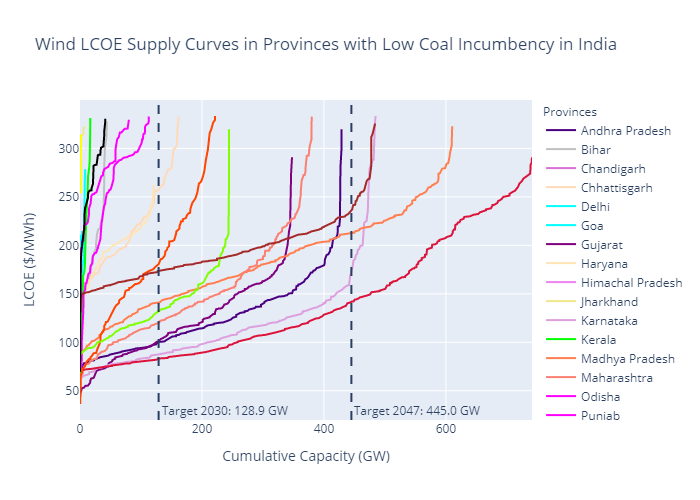 Wind LCOE Supply Curves in Provinces with Low Coal Incumbency in India
Provinces
Andhra Pradesh
Bihar
Chandigarh
Chhattisgarh
Delhi
Goa
Gujarat
Haryana
Himachal Pradesh
Jharkhand
Karnataka
Kerala
Madhya Pradesh
Maharashtra
Odisha
Punjab
LCOE ($/MWh)
300
250
200
150
100
50
Target 2030: 128.9 GW
Target 2047: 445.0 GW
0
200
400
600
Cumulative Capacity (GW)